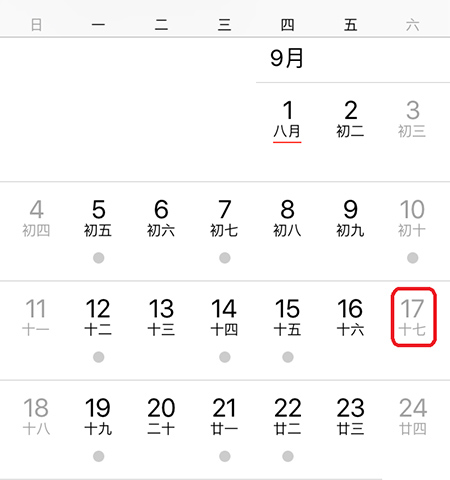 日 一 二 三 四 五 六
9月
1 2 3
八月 初二 初三
4 5 6 7 8 9 10
初四 初五 初六 初七 初八 初九 初十
11 12 13 14 15 16 17
十一 十二 十三 十四 十五 十六 十七
18 19 20 21 22 23 24
十八 十九 二十 廿一 廿二 廿三 廿四